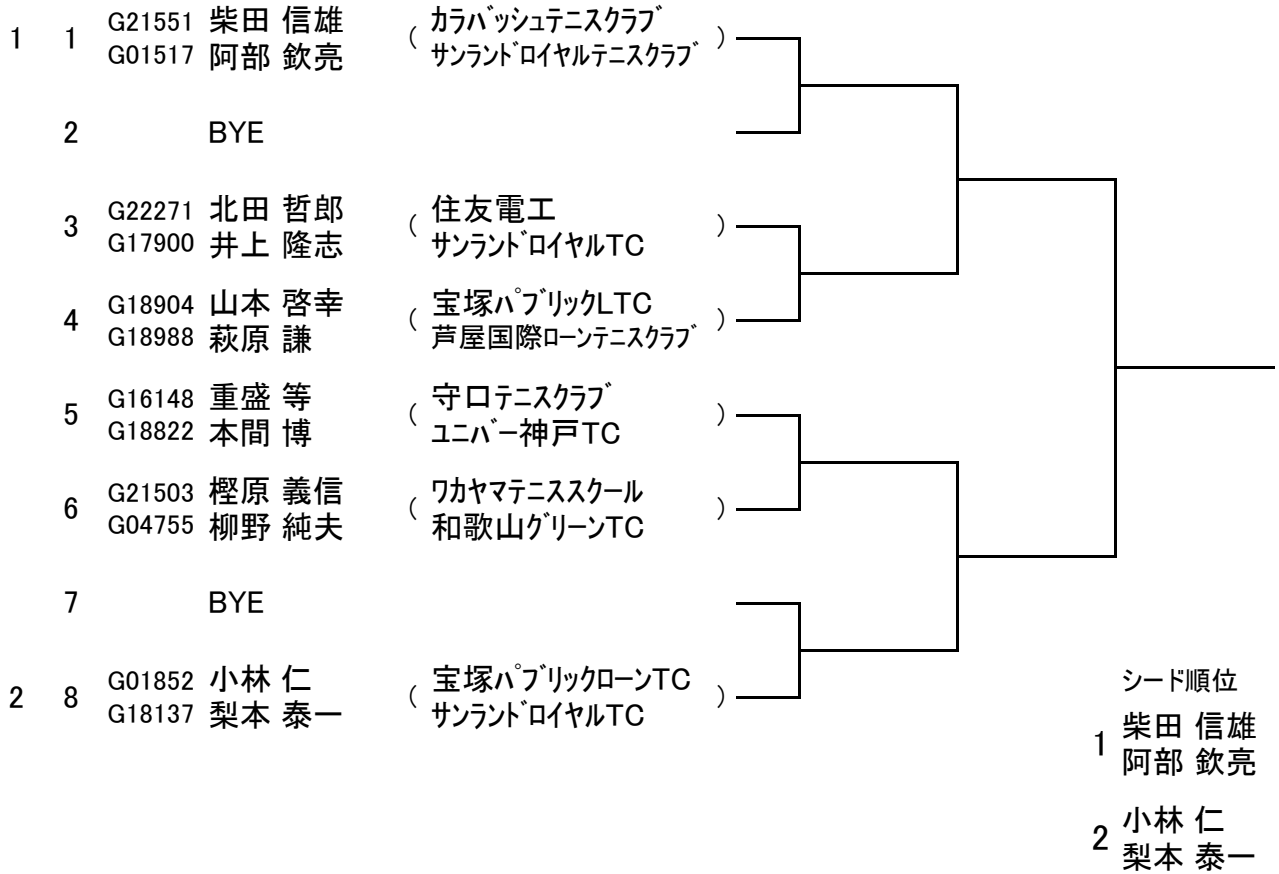 1 1 G21551 柴田 信雄 ( カラバッシュテニスクラブ )
G01517 阿部 欽亮 サンランドロイヤルテニスクラブ
2 BYE
3 G22271 北田 哲郎 ( 住友電工 )
G17900 井上 隆志 サンランドロイヤルTC
4 G18904 山本 啓幸 ( 宝塚パブリックLTC )
G18988 萩原 謙 芦屋国際ローンテニスクラブ
5 G16148 重盛 等 ( 守口テニスクラブ )
G18822 本間 博 ユニバー神戸TC
6 G21503 樫原 義信 ( ワカヤマテニススクール )
G04755 柳野 純夫 和歌山グリーンTC
7 BYE
2 8 G01852 小林 仁 ( 宝塚パブリックローンTC )
G18137 梨本 泰一 サンランドロイヤルTC
シード順位
1 柴田 信雄
阿部 欽亮
2 小林 仁
梨本 泰一